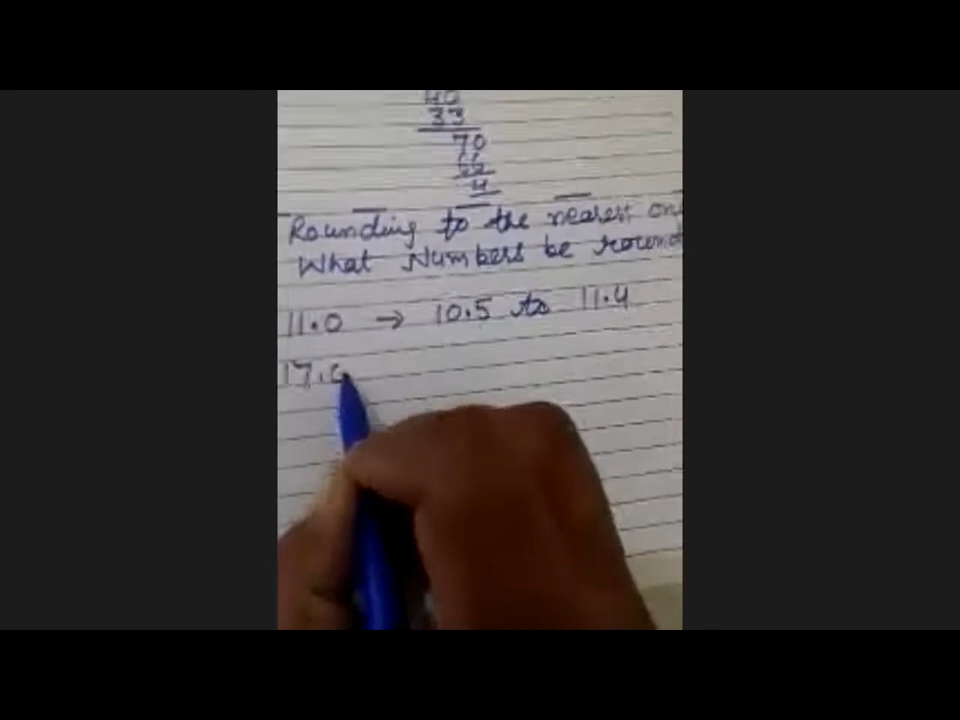 40
33
70
66
4
Rounding to the nearest
What Numbers be
11.0 → 10.5 to 11.4
17.